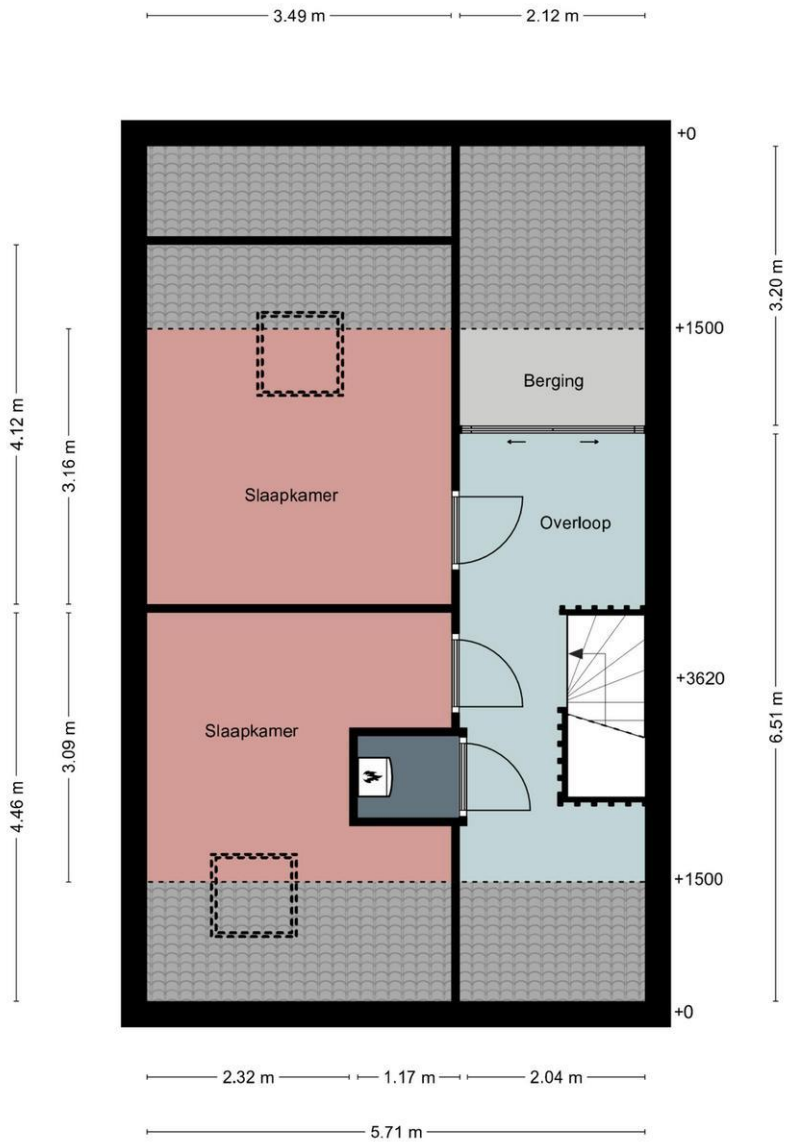 3.49 m
2.12 m
+0
3.20 m
+1500
Berging
4.12 m
3.16 m
Slaapkamer
Overloop
+3620
Slaapkamer
6.51 m
3.09 m
4.46 m
+1500
+0
2.32 m
1.17 m
2.04 m
5.71 m